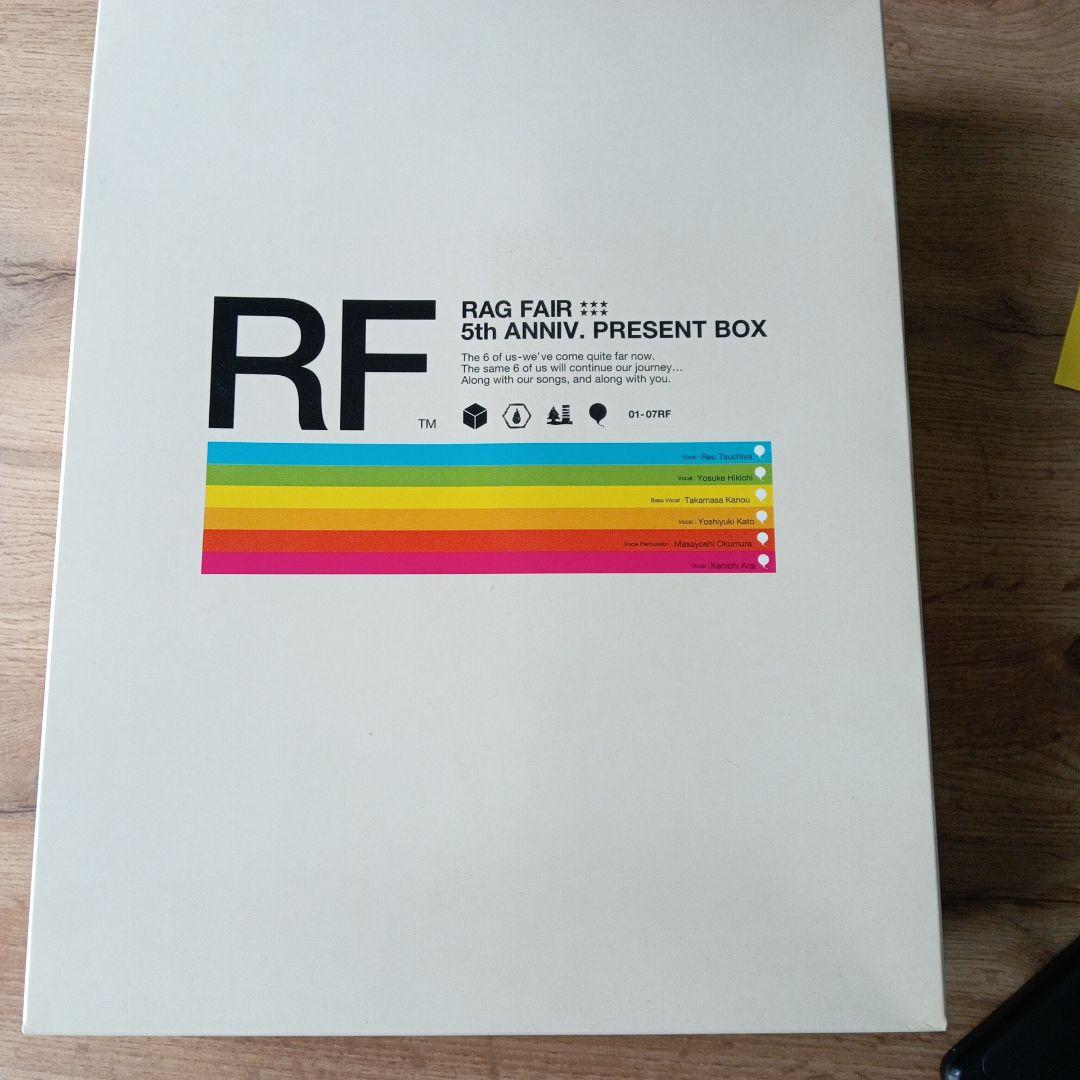 RF
TM
RAG FAIR
5th ANNIV. PRESENT BOX
The 6 of us-we've come quite far now.
The same 6 of us will continue our journey...
Along with our songs, and along with you.
01-07RF
Vocal : Reo Tsuchiya
Vocal : Yosuke Hikichi
Bass Vocal : Takamasa Kanou
Vocal : Yoshiyuki Kato
Vocal Percussion : Masayoshi Okumura
Vocal : Kenichi Arai